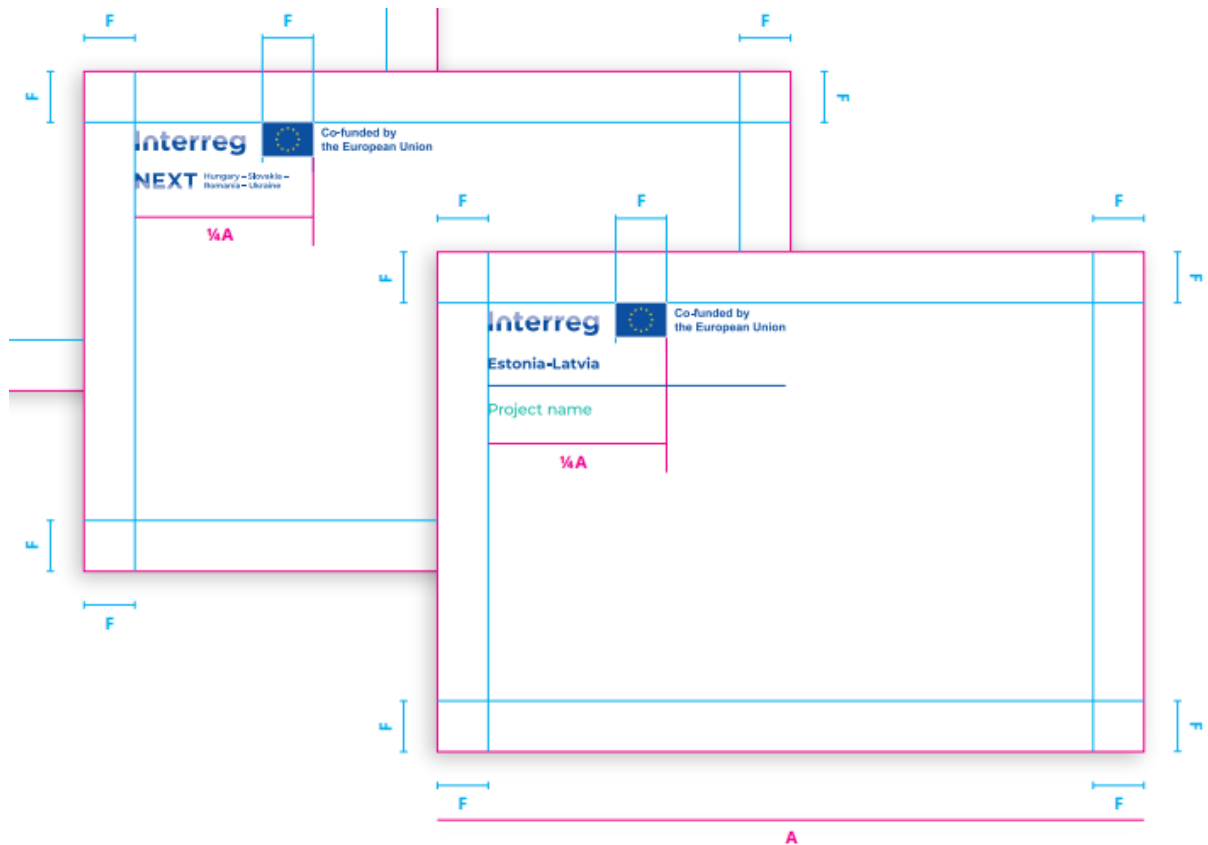 F
F
F
F
F
Interreg
Co-funded by
the European Union
NEXT
Hungary – Slovakia –
Romania – Ukraine
¼A
F
F
F
F
F
Interreg
Co-funded by
the European Union
Estonia-Latvia
Project name
¼A
F
F
F
F
F
F
F
A